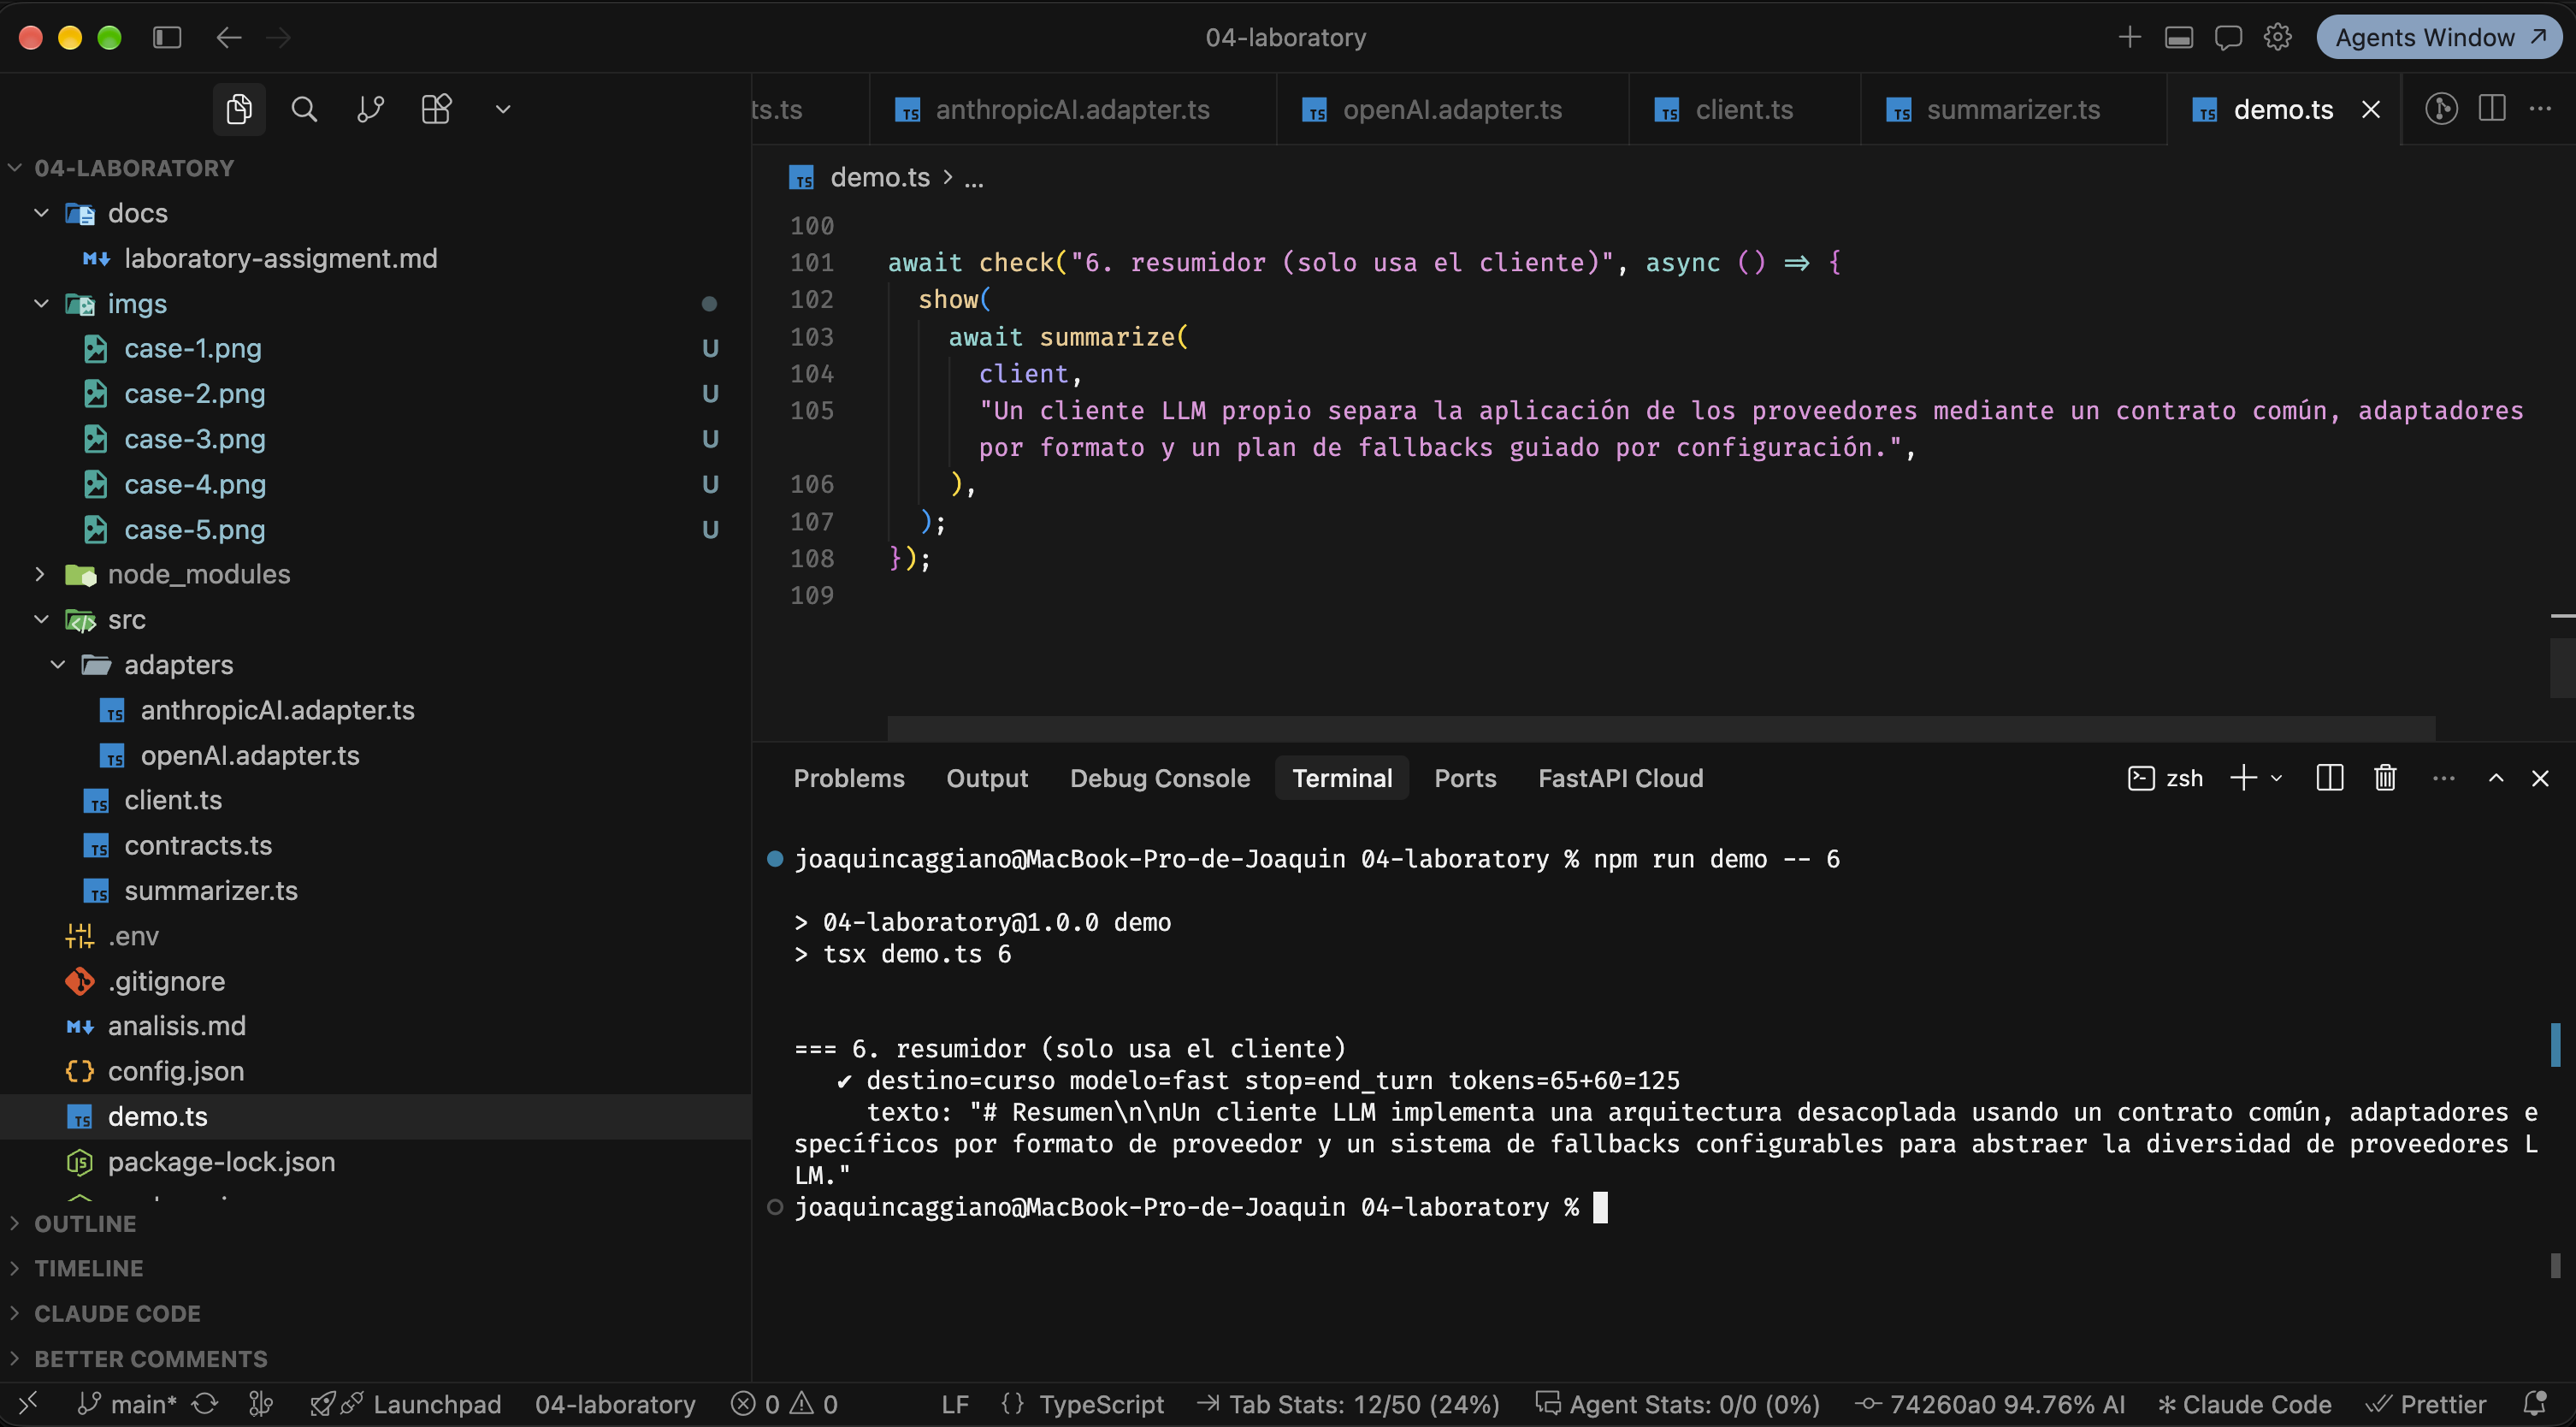 04-laboratory
Agents Window
ts.ts
anthropicAI.adapter.ts
openAI.adapter.ts
client.ts
summarizer.ts
demo.ts
04-LABORATORY
docs
laboratory-assigment.md
imgs
case-1.png U
case-2.png U
case-3.png U
case-4.png U
case-5.png U
node_modules
src
adapters
anthropicAI.adapter.ts
openAI.adapter.ts
client.ts
contracts.ts
summarizer.ts
.env
.gitignore
analisis.md
config.json
demo.ts
package-lock.json
OUTLINE
TIMELINE
CLAUDE CODE
BETTER COMMENTS
demo.ts > ...
100
101 await check("6. resumidor (solo usa el cliente)", async () => {
102 show(
103 await summarize(
104 client,
105 "Un cliente LLM propio separa la aplicación de los proveedores mediante un contrato común, adaptadores
por formato y un plan de fallbacks guiado por configuración.",
106 ),
107 );
108 });
109
Problems Output Debug Console Terminal Ports FastAPI Cloud
zsh
joaquincaggiano@MacBook-Pro-de-Joaquin 04-laboratory % npm run demo -- 6
> 04-laboratory@1.0.0 demo
> tsx demo.ts 6
=== 6. resumidor (solo usa el cliente)
✔ destino=curso modelo=fast stop=end_turn tokens=65+60=125
texto: "# Resumen\n\nUn cliente LLM implementa una arquitectura desacoplada usando un contrato común, adaptadores e
specíficos por formato de proveedor y un sistema de fallbacks configurables para abstraer la diversidad de proveedores L
LM."
joaquincaggiano@MacBook-Pro-de-Joaquin 04-laboratory %
main* Launchpad 04-laboratory 0 0 LF {} TypeScript Tab Stats: 12/50 (24%) Agent Stats: 0/0 (0%) 74260a0 94.76% AI Claude Code Prettier